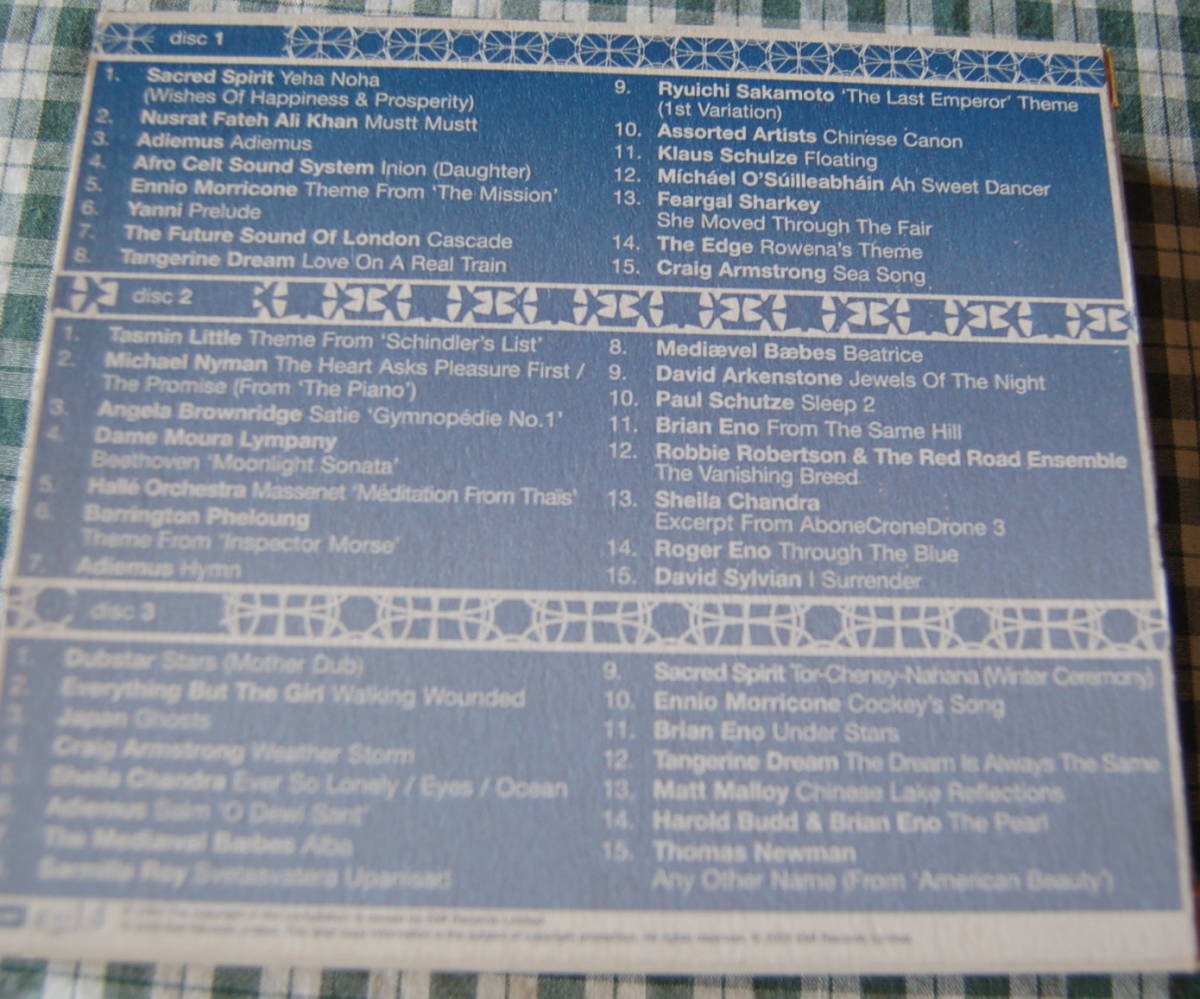 disc 1
1. Sacred Spirit Yeha Noha
(Wishes Of Happiness & Prosperity)
2. Nusrat Fateh Ali Khan Mustt Mustt
3. Adiemus Adiemus
4. Afro Celt Sound System Inion (Daughter)
5. Ennio Morricone Theme From ‘The Mission’
6. Yanni Prelude
7. The Future Sound Of London Cascade
8. Tangerine Dream Love On A Real Train
9. Ryuichi Sakamoto ‘The Last Emperor’ Theme
(1st Variation)
10. Assorted Artists Chinese Canon
11. Klaus Schulze Floating
12. Mícháel O’Súilleabháin Ah Sweet Dancer
13. Feargal Sharkey
She Moved Through The Fair
14. The Edge Rowena’s Theme
15. Craig Armstrong Sea Song
disc 2
1. Tasmin Little Theme From ‘Schindler’s List’
2. Michael Nyman The Heart Asks Pleasure First /
The Promise (From ‘The Piano’)
3. Angela Brownridge Satie ‘Gymnopédie No.1’
4. Dame Moura Lympany
Beethoven ‘Moonlight Sonata’
5. Hallé Orchestra Massenet ‘Méditation From Thaïs’
6. Barrington Pheloung
Theme From ‘Inspector Morse’
7. Adiemus Hymn
8. Mediævel Bæbes Beatrice
9. David Arkenstone Jewels Of The Night
10. Paul Schutze Sleep 2
11. Brian Eno From The Same Hill
12. Robbie Robertson & The Red Road Ensemble
The Vanishing Breed
13. Sheila Chandra
Excerpt From AboneCroneDrone 3
14. Roger Eno Through The Blue
15. David Sylvian I Surrender
disc 3
1. Dubstar Stars (Mother Dub)
2. Everything But The Girl Walking Wounded
3. Japan Ghosts
4. Craig Armstrong Weather Storm
5. Sheila Chandra Ever So Lonely / Eyes / Ocean
Adiemus ‘O Dewi Sant’
The Mediæval Baebes Alba
Roy Upanisad
9. Sacred Spirit Tor-Cheney-Nahana (Winter Ceremony)
10. Ennio Morricone Cockey’s Song
11. Brian Eno Under Stars
12. Tangerine Dream The Dream Is Always The Same
13. Matt Malloy Chinese Lake Reflections
14. Harold Budd & Brian Eno The Pearl
15. Thomas Newman
Any Other Name (From ‘American Beauty’)